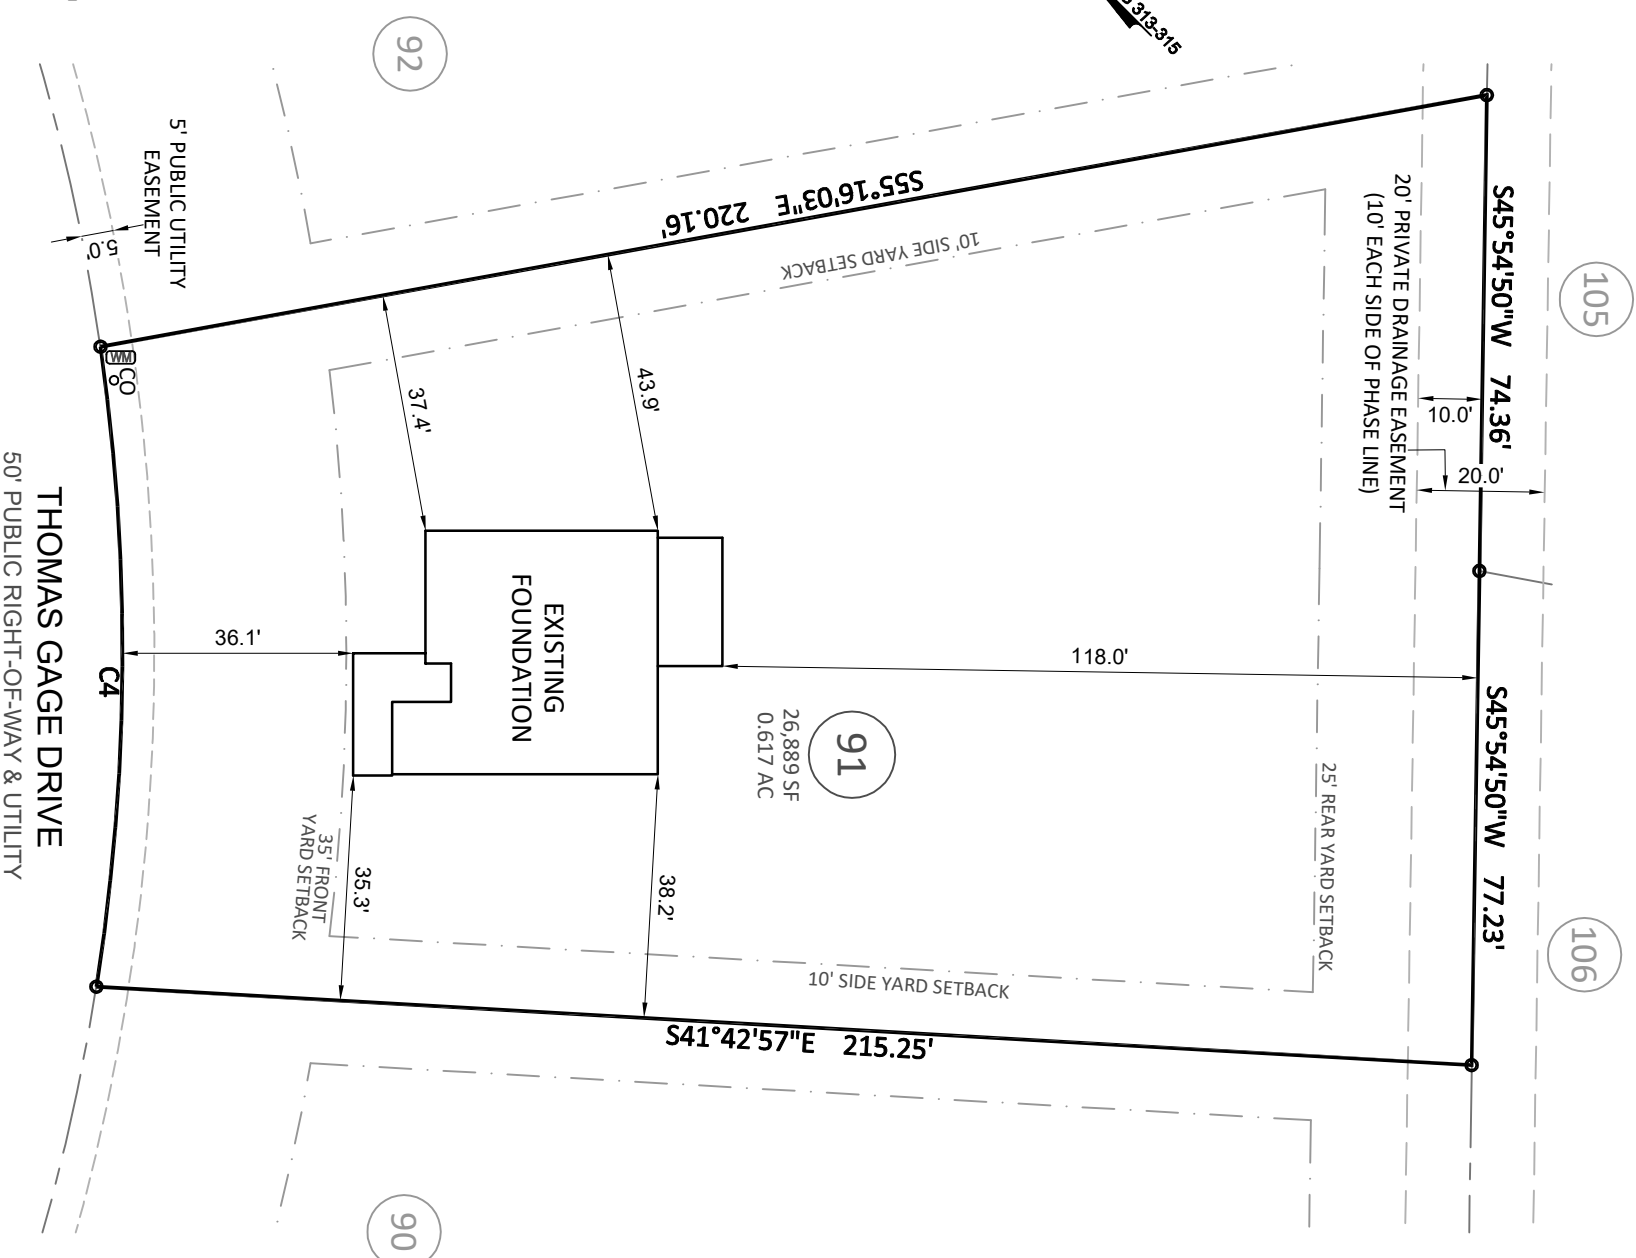 313-315
92
5' PUBLIC UTILITY
EASEMENT
5.0'
S55°16'03"E 220.16'
10' SIDE YARD SETBACK
S45°54'50"W 74.36'
20' PRIVATE DRAINAGE EASEMENT
(10' EACH SIDE OF PHASE LINE)
10.0'
20.0'
105
WM
CO
37.4'
43.9'
EXISTING
FOUNDATION
36.1'
118.0'
C4
THOMAS GAGE DRIVE
50' PUBLIC RIGHT-OF-WAY & UTILITY
91
26,889 SF
0.617 AC
S45°54'50"W 77.23'
25' REAR YARD SETBACK
35' FRONT
YARD SETBACK
35.3'
38.2'
10' SIDE YARD SETBACK
S41°42'57"E 215.25'
106
90